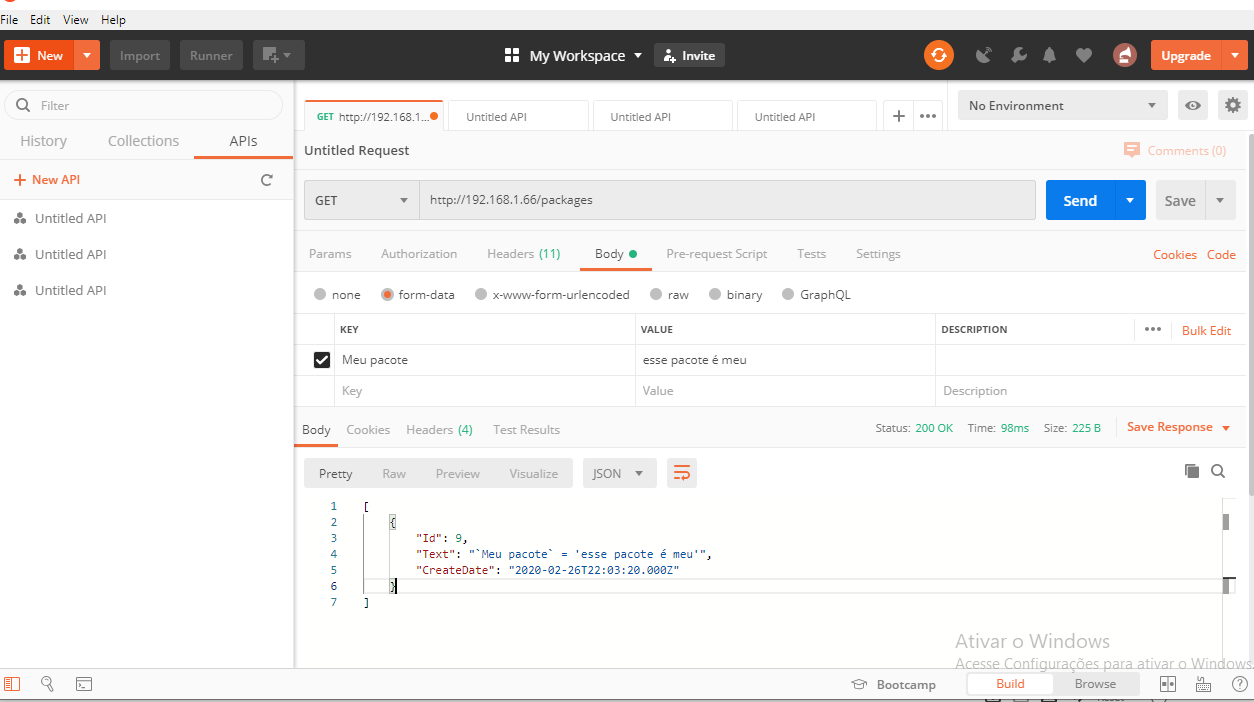 File Edit View Help
New Import Runner My Workspace Invite Upgrade
Filter
History Collections APIs
New API
Untitled API
Untitled API
Untitled API
GET http://192.168.1... Untitled API Untitled API Untitled API No Environment
Untitled Request Comments (0)
GET http://192.168.1.66/packages Send Save
Params Authorization Headers (11) Body Pre-request Script Tests Settings Cookies Code
none form-data x-www-form-urlencoded raw binary GraphQL
KEY VALUE DESCRIPTION Bulk Edit
Meu pacote esse pacote é meu
Key Value Description
Body Cookies Headers (4) Test Results Status: 200 OK Time: 98ms Size: 225 B Save Response
Pretty Raw Preview Visualize JSON
1 [
2 {
3 "Id": 9,
4 "Text": "`Meu pacote` = 'esse pacote é meu'",
5 "CreateDate": "2020-02-26T22:03:20.000Z"
6 }
7 ]
Ativar o Windows
Acesse Configurações para ativar o Windows.
Bootcamp Build Browse